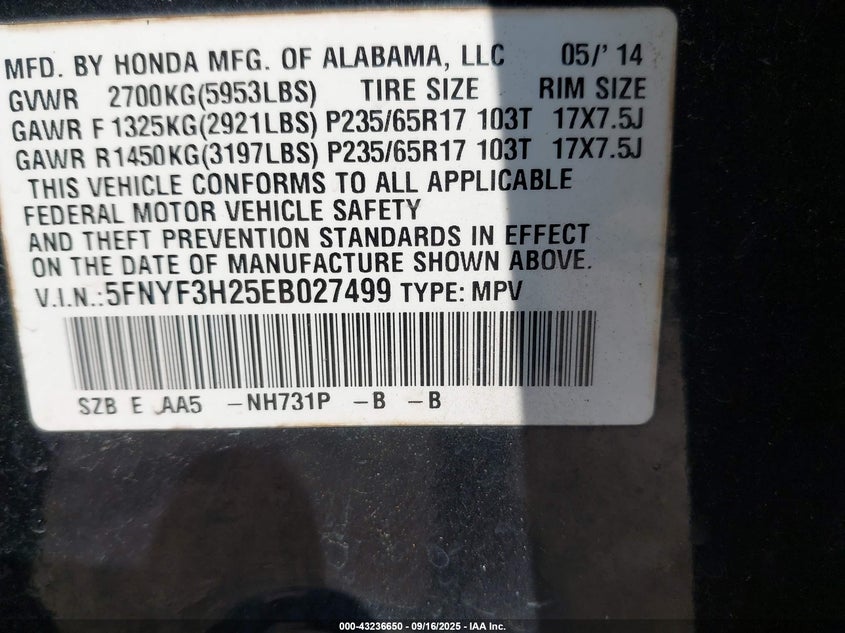 MFD. BY HONDA MFG. OF ALABAMA, LLC 05/' 14
GVWR 2700KG(5953LBS) TIRE SIZE RIM SIZE
GAWR F 1325KG(2921LBS) P235/65R17 103T 17X7.5J
GAWR R1450KG(3197LBS) P235/65R17 103T 17X7.5J
THIS VEHICLE CONFORMS TO ALL APPLICABLE
FEDERAL MOTOR VEHICLE SAFETY
AND THEFT PREVENTION STANDARDS IN EFFECT
ON THE DATE OF MANUFACTURE SHOWN ABOVE.
V.I.N.:5FNYF3H25EB027499 TYPE: MPV
SZB E AA5 -NH731P -B -B
000-43236650 - 09/16/2025 - IAA Inc.